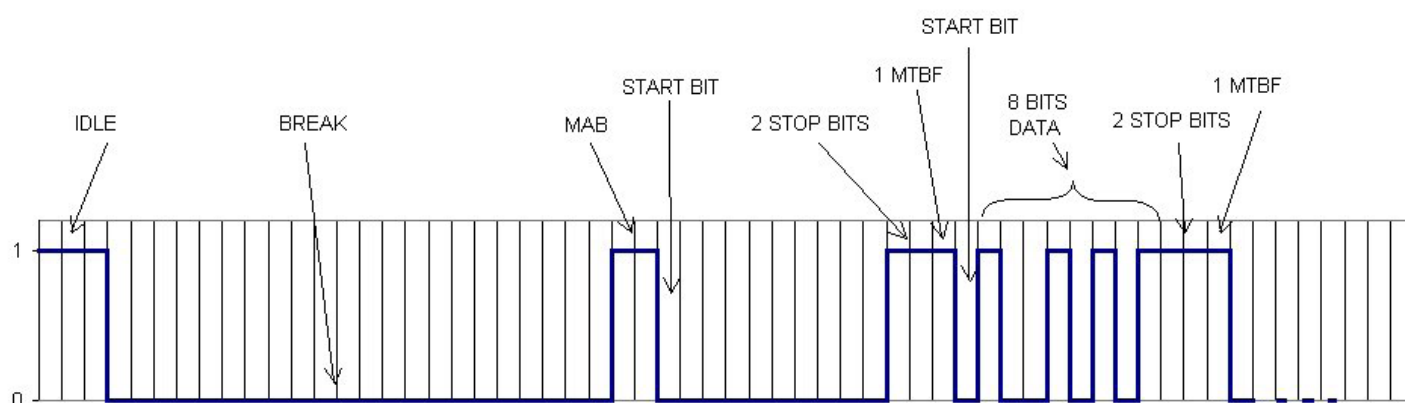 START BIT
1 MTBF
START BIT
8 BITS
DATA
1 MTBF
IDLE
BREAK
MAB
2 STOP BITS
2 STOP BITS
1
0